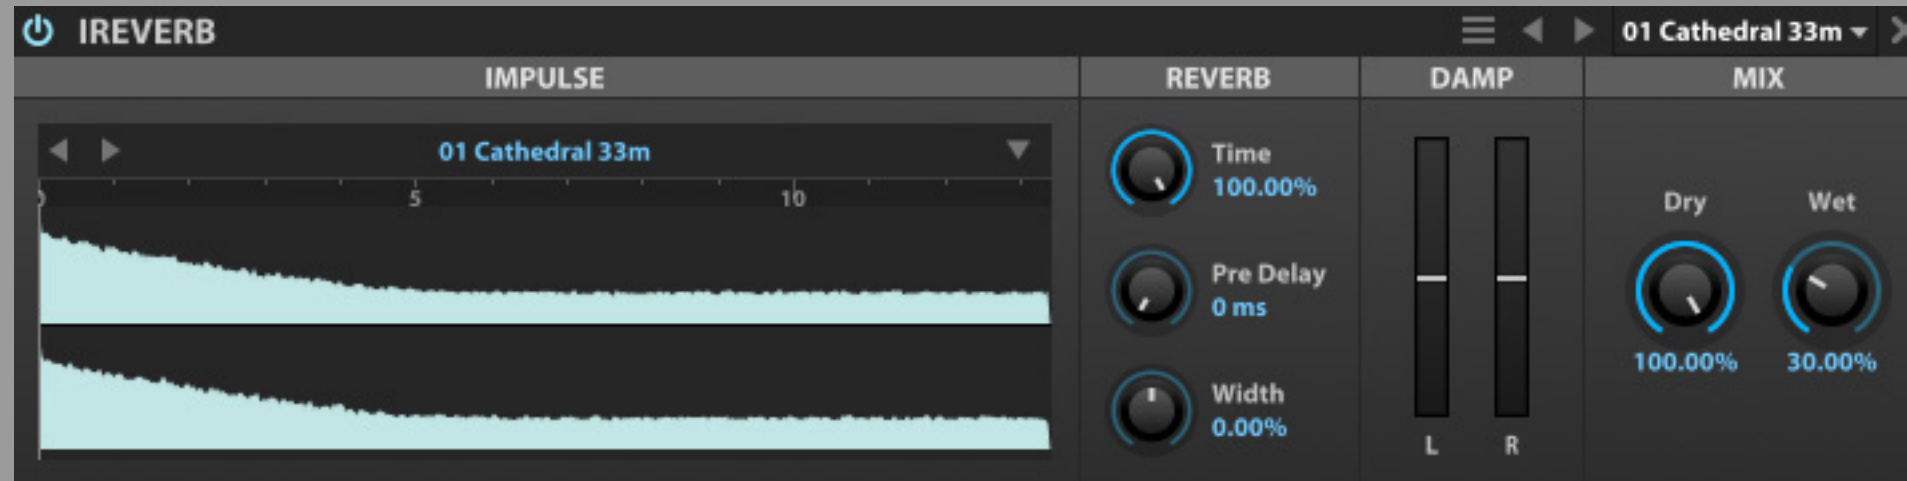 IREVERB
01 Cathedral 33m
IMPULSE
REVERB
DAMP
MIX
01 Cathedral 33m
0
5
10
Time
100.00%
Pre Delay
0 ms
Width
0.00%
L
R
Dry
Wet
100.00%
30.00%